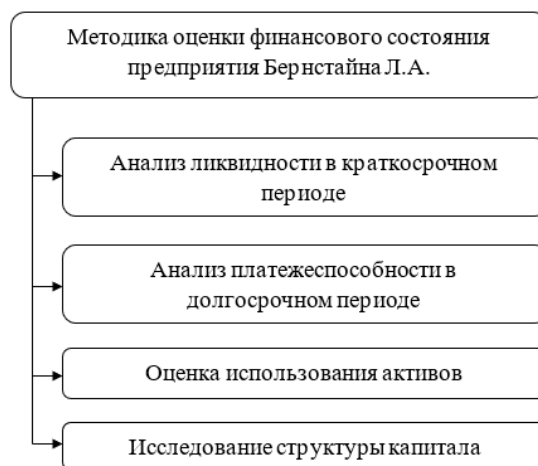 Методика оценки финансового состояния
предприятия Бернстайна Л.А.
Анализ ликвидности в краткосрочном
периоде
Анализ платежеспособности в
долгосрочном периоде
Оценка использования активов
Исследование структуры капитала